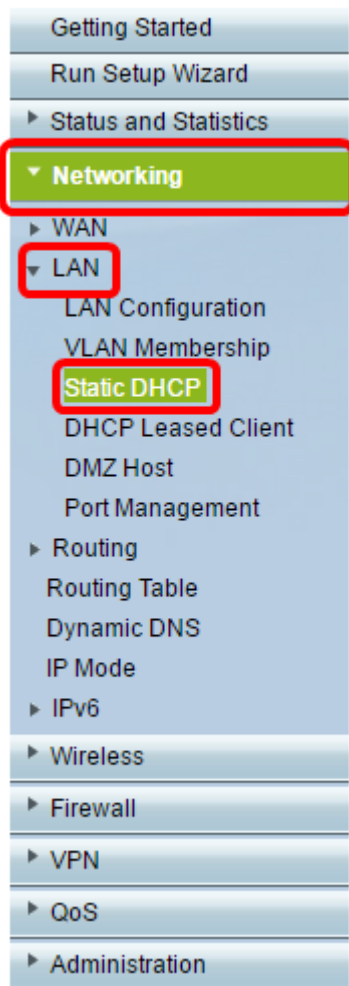 Getting Started
Run Setup Wizard
Status and Statistics
Networking
WAN
LAN
LAN Configuration
VLAN Membership
Static DHCP
DHCP Leased Client
DMZ Host
Port Management
Routing
Routing Table
Dynamic DNS
IP Mode
IPv6
Wireless
Firewall
VPN
QoS
Administration